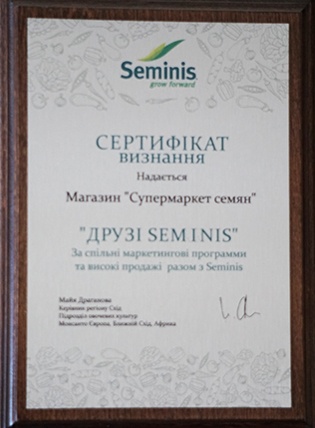 Seminis
grow forward
СЕРТИФІКАТ
ВИЗНАННЯ
Надається
Магазин "Супермаркет семян"
"ДРУЗІ SEMINIS"
За спільні маркетингові программи
та високі продажі разом з Seminis
Майя Драганова
Керівник регіону Схід
Підрозділ овочевих культур
Монсанто Європа, Ближній Схід, Африка